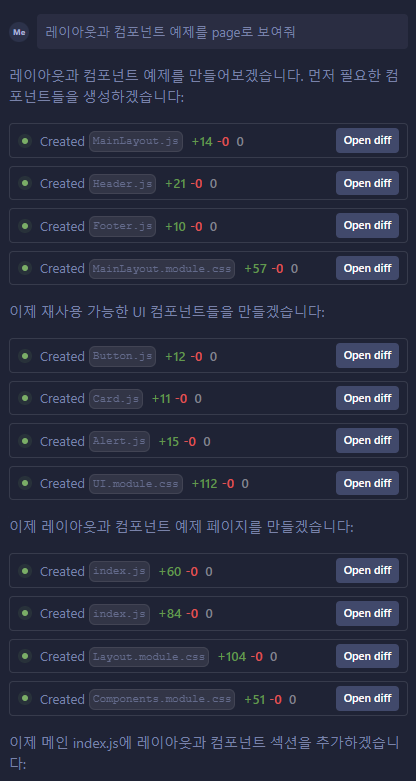 Me 레이아웃과 컴포넌트 예제를 page로 보여줘
레이아웃과 컴포넌트 예제를 만들어보겠습니다. 먼저 필요한 컴
포넌트들을 생성하겠습니다:
Created MainLayout.js +14 -0 0 Open diff
Created Header.js +21 -0 0 Open diff
Created Footer.js +10 -0 0 Open diff
Created MainLayout.module.css +57 -0 0 Open diff
이제 재사용 가능한 UI 컴포넌트들을 만들겠습니다:
Created Button.js +12 -0 0 Open diff
Created Card.js +11 -0 0 Open diff
Created Alert.js +15 -0 0 Open diff
Created UI.module.css +112 -0 0 Open diff
이제 레이아웃과 컴포넌트 예제 페이지를 만들겠습니다:
Created index.js +60 -0 0 Open diff
Created index.js +84 -0 0 Open diff
Created Layout.module.css +104 -0 0 Open diff
Created Components.module.css +51 -0 0 Open diff
이제 메인 index.js에 레이아웃과 컴포넌트 섹션을 추가하겠습니
다: